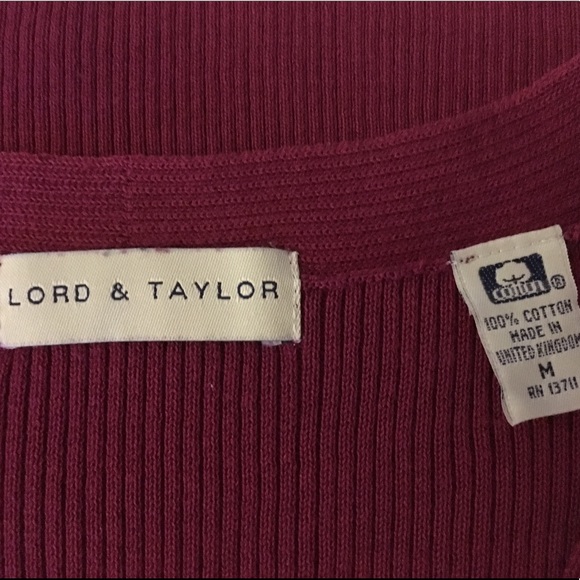 LORD & TAYLOR
cotton ®
100% COTTON
MADE IN
UNITED KINGDOM
M
RN 13711